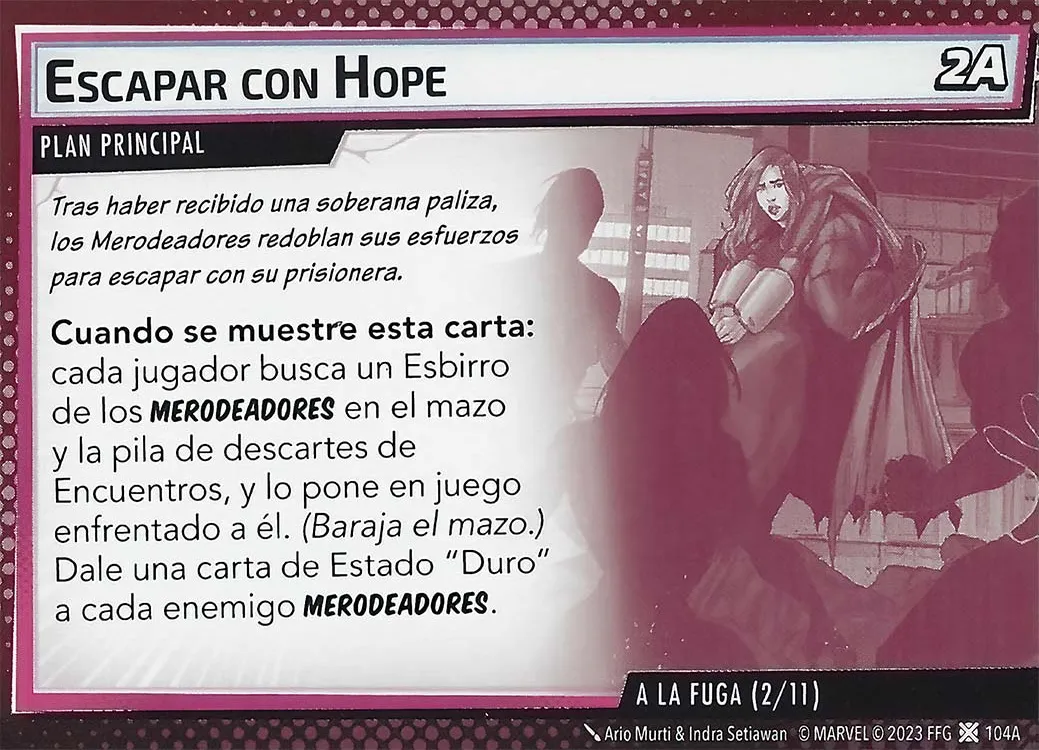 Escapar con Hope
2A
PLAN PRINCIPAL
Tras haber recibido una soberana paliza,
los Merodeadores redoblan sus esfuerzos
para escapar con su prisionera.
Cuando se muestre esta carta:
cada jugador busca un Esbirro
de los MERODEADORES en el mazo
y la pila de descartes de
Encuentros, y lo pone en juego
enfrentado a él. (Baraja el mazo.)
Dale una carta de Estado “Duro”
a cada enemigo MERODEADORES.
A LA FUGA (2/11)
Ario Murti & Indra Setiawan © MARVEL © 2023 FFG 104A